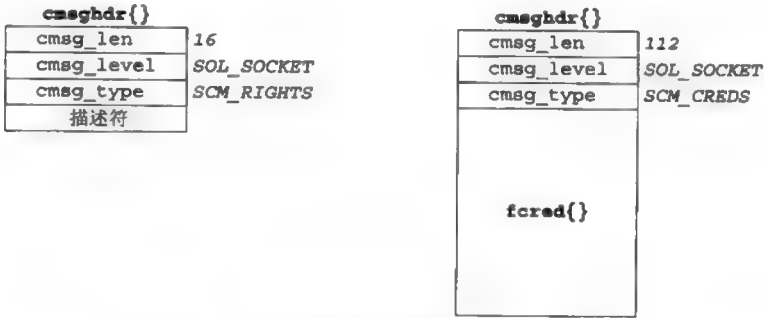 cmsghdr{}
cmsg_len 16
cmsg_level SOL_SOCKET
cmsg_type SCM_RIGHTS
描述符
cmsghdr{}
cmsg_len 112
cmsg_level SOL_SOCKET
cmsg_type SCM_CREDS
fcred{}